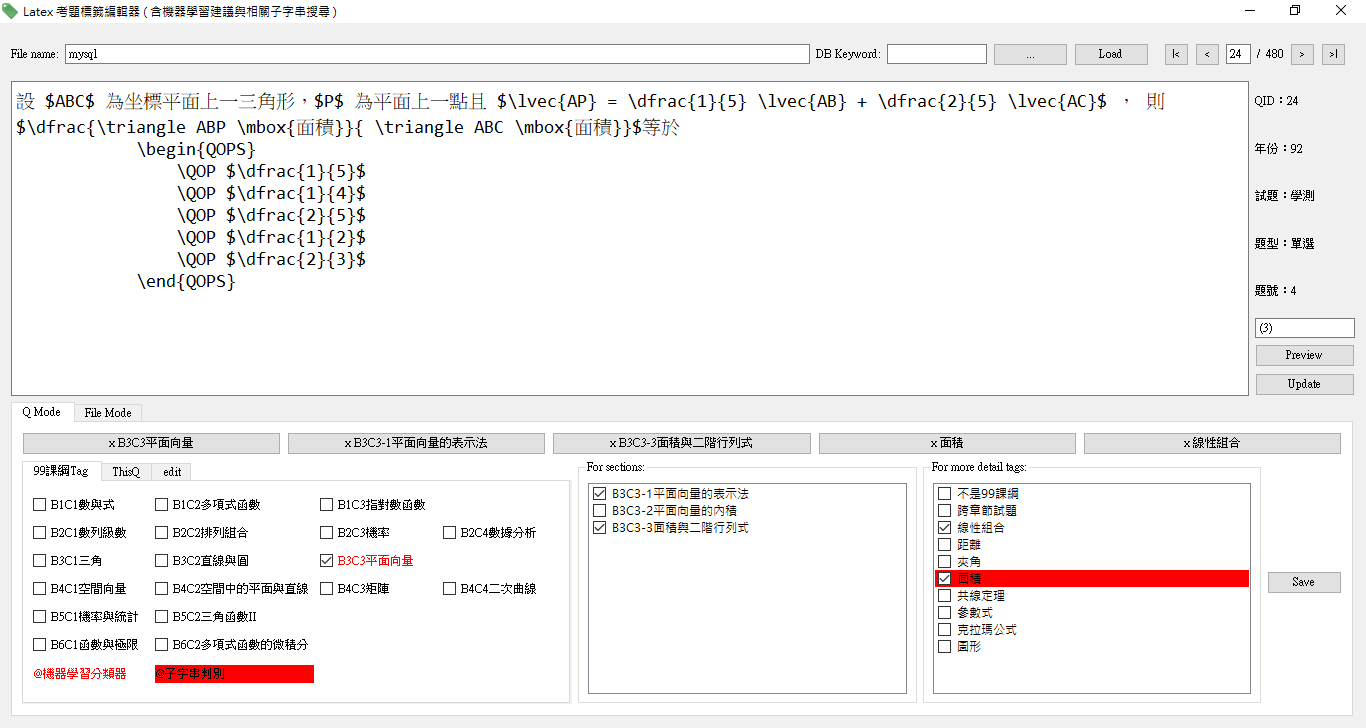 Latex 考題標籤編輯器 ( 含機器學習建議與相關子字串搜尋 )
File name: mysql DB Keyword: ... Load |< < 24 / 480 > >|
設 $ABC$ 為坐標平面上一三角形，$P$ 為平面上一點且 $\lvec{AP} = \dfrac{1}{5} \lvec{AB} + \dfrac{2}{5} \lvec{AC}$ ， 則
$\dfrac{\triangle ABP \mbox{面積}}{ \triangle ABC \mbox{面積}}$等於
\begin{QOPS}
\QOP $\dfrac{1}{5}$
\QOP $\dfrac{1}{4}$
\QOP $\dfrac{2}{5}$
\QOP $\dfrac{1}{2}$
\QOP $\dfrac{2}{3}$
\end{QOPS}
QID：24
年份：92
試題：學測
題型：單選
題號：4
(3)
Preview
Update
Q Mode File Mode
x B3C3平面向量 x B3C3-1平面向量的表示法 x B3C3-3面積與二階行列式 x 面積 x 線性組合
99課綱Tag ThisQ edit
B1C1數與式 B1C2多項式函數 B1C3指對數函數
B2C1數列級數 B2C2排列組合 B2C3機率 B2C4數據分析
B3C1三角 B3C2直線與圓 B3C3平面向量
B4C1空間向量 B4C2空間中的平面與直線 B4C3矩陣 B4C4二次曲線
B5C1機率與統計 B5C2三角函數II
B6C1函數與極限 B6C2多項式函數的微積分
@機器學習分類器 @子字串判別
For sections:
B3C3-1平面向量的表示法
B3C3-2平面向量的內積
B3C3-3面積與二階行列式
For more detail tags:
不是99課綱
跨章節試題
線性組合
距離
夾角
面積
共線定理
參數式
克拉瑪公式
圖形
Save